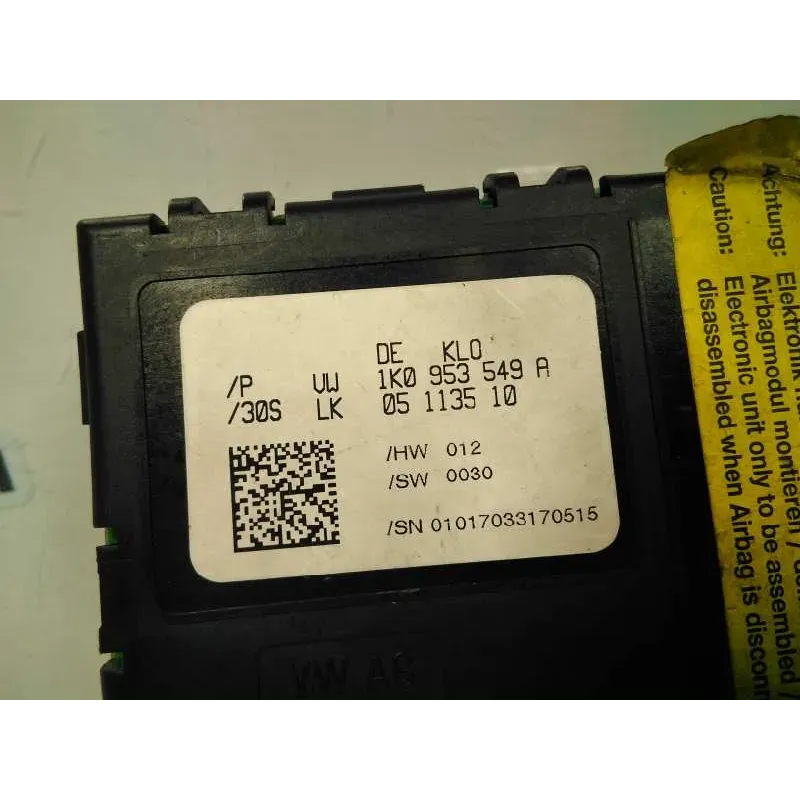 DE KLO
/P VW 1K0 953 549 A
/30S LK 05 1135 10
/HW 012
/SW 0030
/SN 01017033170515
VW AG
Achtung: Elektronik
Airbagmodul montieren /
Caution: Electronic unit only to be assembled /
disassembled when Airbag is